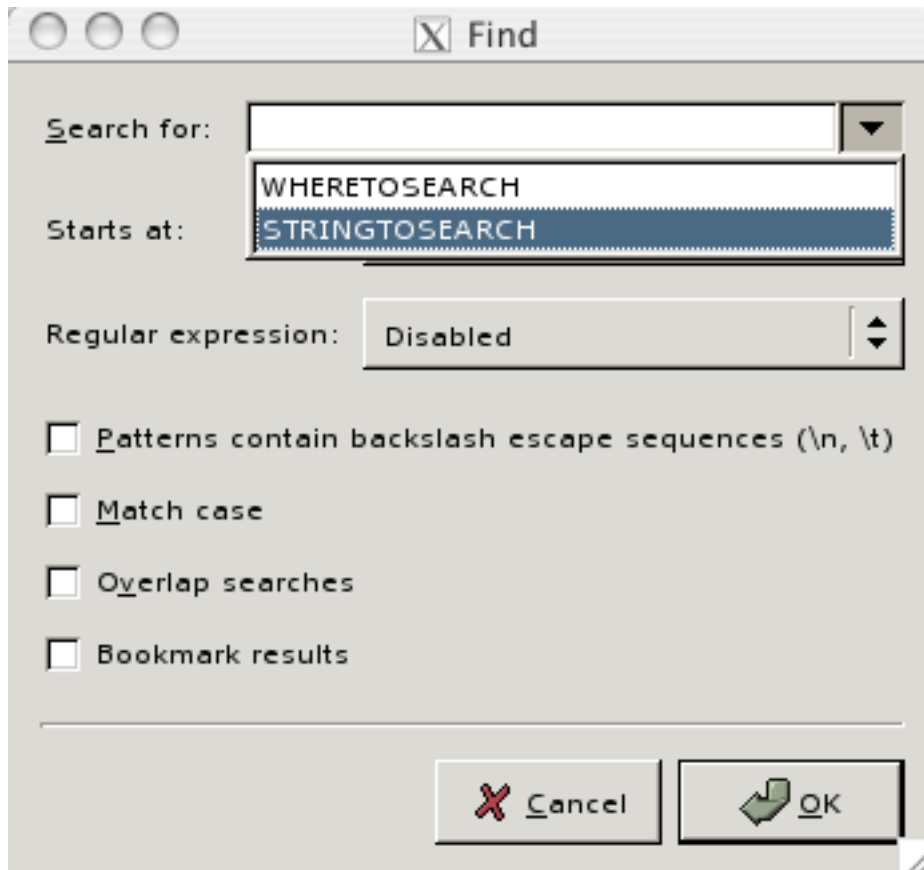 Find
Search for:
WHERETOSEARCH
Starts at:
STRINGTOSEARCH
Regular expression:
Disabled
Patterns contain backslash escape sequences (\n, \t)
Match case
Overlap searches
Bookmark results
Cancel
OK